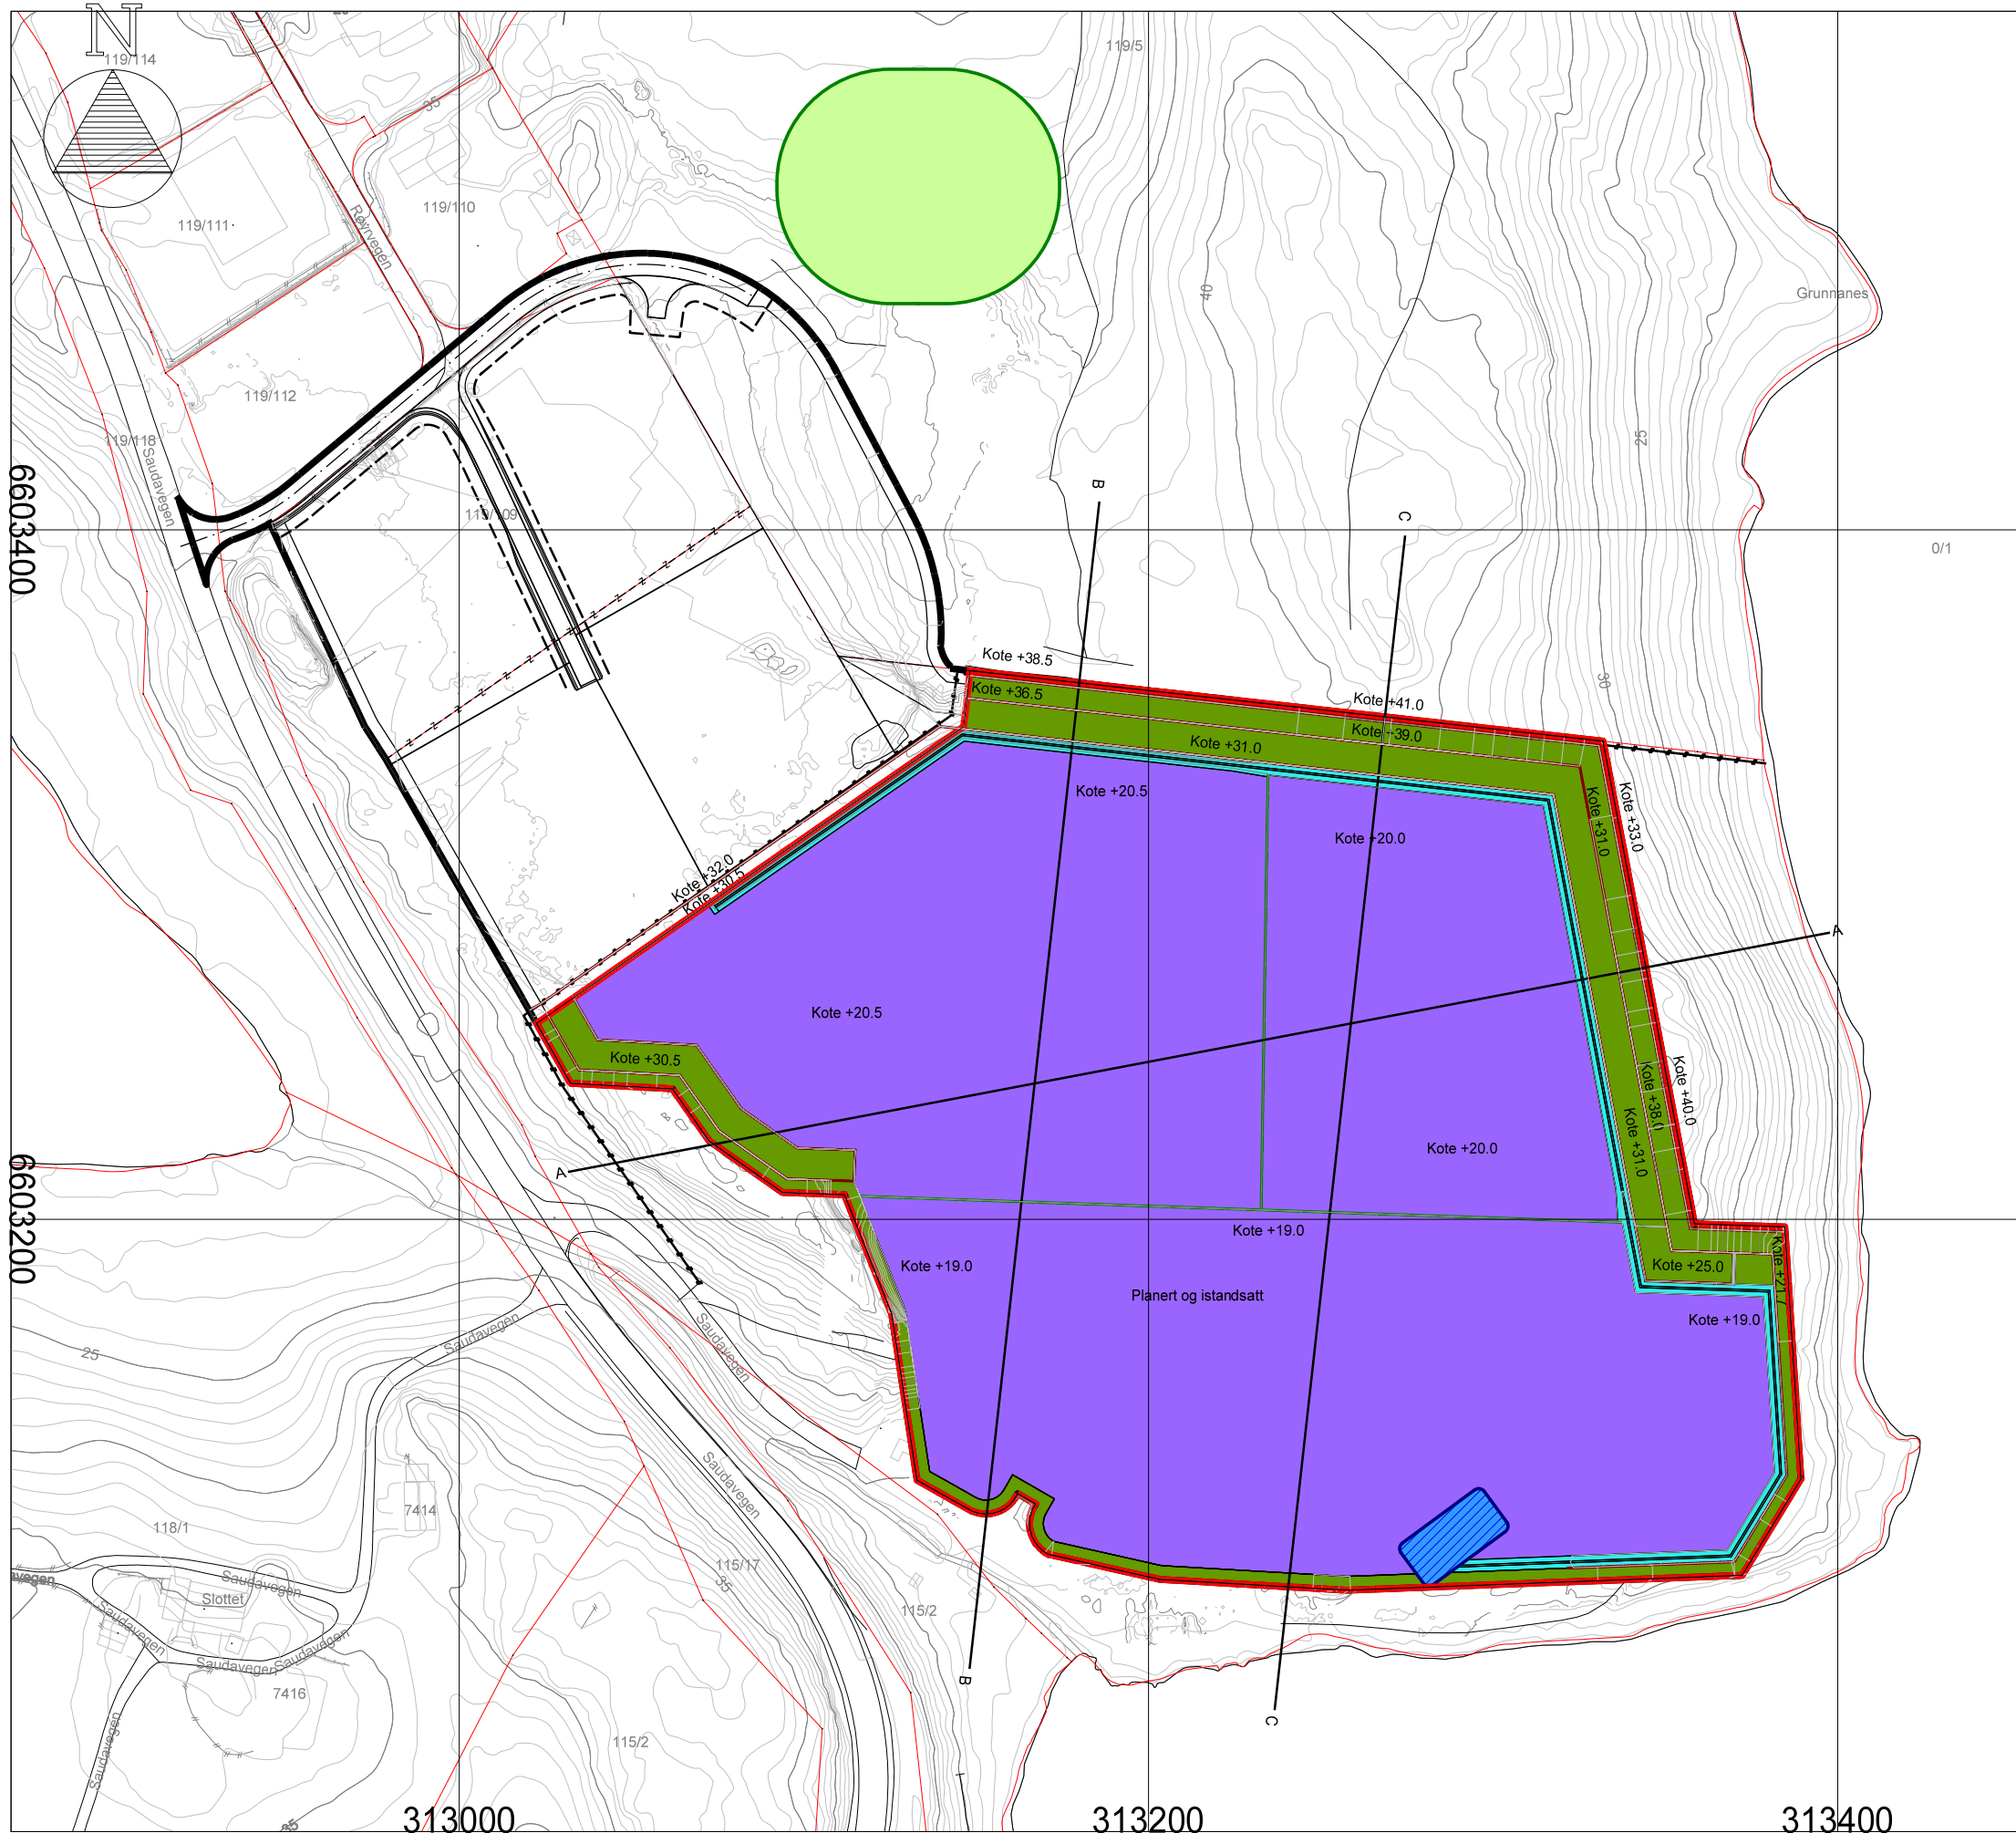 N
119/114
119/5
35
119/111
119/110
Røyrvegen
Grunnanes
40
119/112
119/118
Saudavegen
25
B
C
119/109
6603400
0/1
Kote +38.5
30
Kote +36.5
Kote +41.0
Kote +39.0
Kote +31.0
Kote +20.5
Kote +31.0
Kote +33.0
Kote +20.0
Kote +32.0
Kote +30.5
A
Kote +20.5
Kote +30.5
Kote +38.0
Kote +40.0
Kote +31.0
Kote +20.0
A
6603200
Kote +19.0
Kote +19.0
Kote +25.0
Planert og istandsatt
Kote +19.0
Saudavegen
Saudavegen
25
Saudavegen
7414
118/1
115/17
35
Saudavegen
Slottet
115/2
Saudavegen
Saudavegen
Saudavegen
B
7416
C
115/2
Saudavegen
35
313000
313200
313400